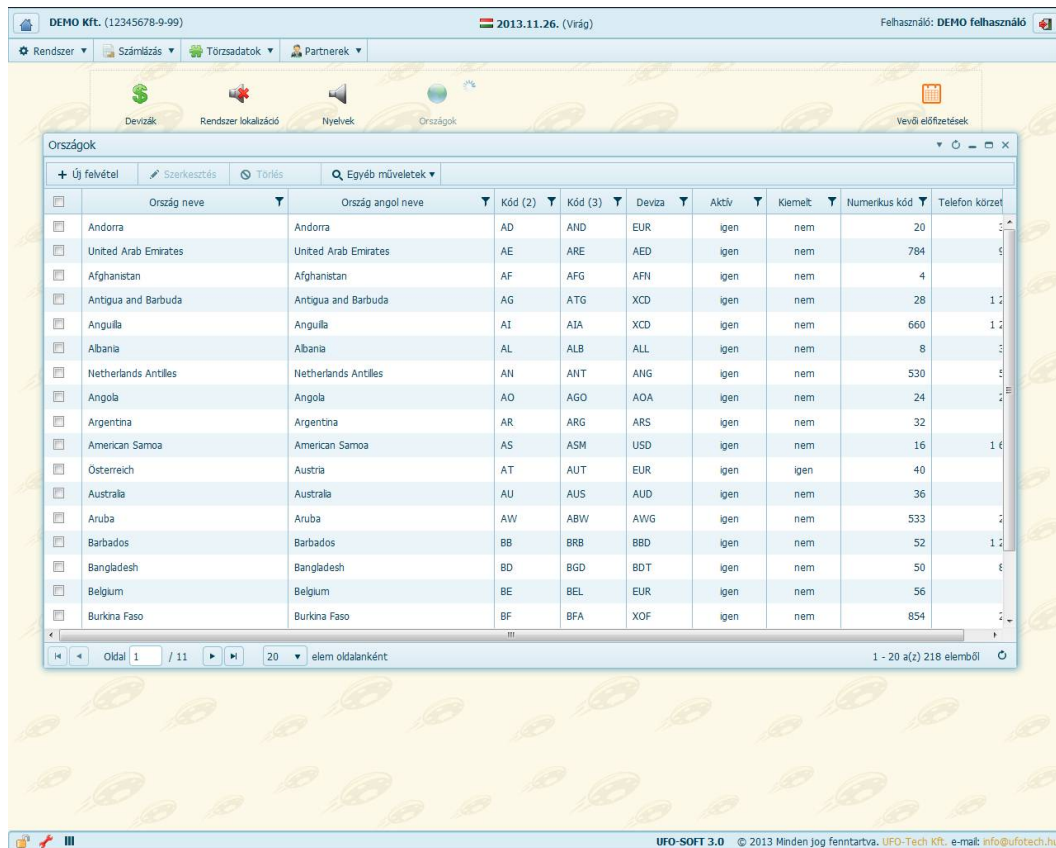 DEMO Kft. (12345678-9-99) 2013.11.26. (Virág) Felhasználó: DEMO felhasználó
Rendszer Számlázás Törzsadatok Partnerek
Devizák Rendszer lokalizáció Nyelvek Országok Vevői előfizetések
Országok
Új felvétel Szerkesztés Törlés Egyéb műveletek
Ország neve Ország angol neve Kód (2) Kód (3) Deviza Aktív Kiemelt Numerikus kód Telefon körzet
Andorra Andorra AD AND EUR igen nem 20
United Arab Emirates United Arab Emirates AE ARE AED igen nem 784
Afghanistan Afghanistan AF AFG AFN igen nem 4
Antigua and Barbuda Antigua and Barbuda AG ATG XCD igen nem 28 1
Anguilla Anguilla AI AIA XCD igen nem 660 1
Albania Albania AL ALB ALL igen nem 8
Netherlands Antilles Netherlands Antilles AN ANT ANG igen nem 530
Angola Angola AO AGO AOA igen nem 24
Argentina Argentina AR ARG ARS igen nem 32
American Samoa American Samoa AS ASM USD igen nem 16 1
Österreich Austria AT AUT EUR igen igen 40
Australia Australia AU AUS AUD igen nem 36
Aruba Aruba AW ABW AWG igen nem 533
Barbados Barbados BB BRB BBD igen nem 52 1
Bangladesh Bangladesh BD BGD BDT igen nem 50
Belgium Belgium BE BEL EUR igen nem 56
Burkina Faso Burkina Faso BF BFA XOF igen nem 854
Oldal 1 / 11 20 elem oldalanként 1 - 20 a(z) 218 elemből
UFO-SOFT 3.0 © 2013 Minden jog fenntartva. UFO-Tech Kft. e-mail: info@ufotech.hu